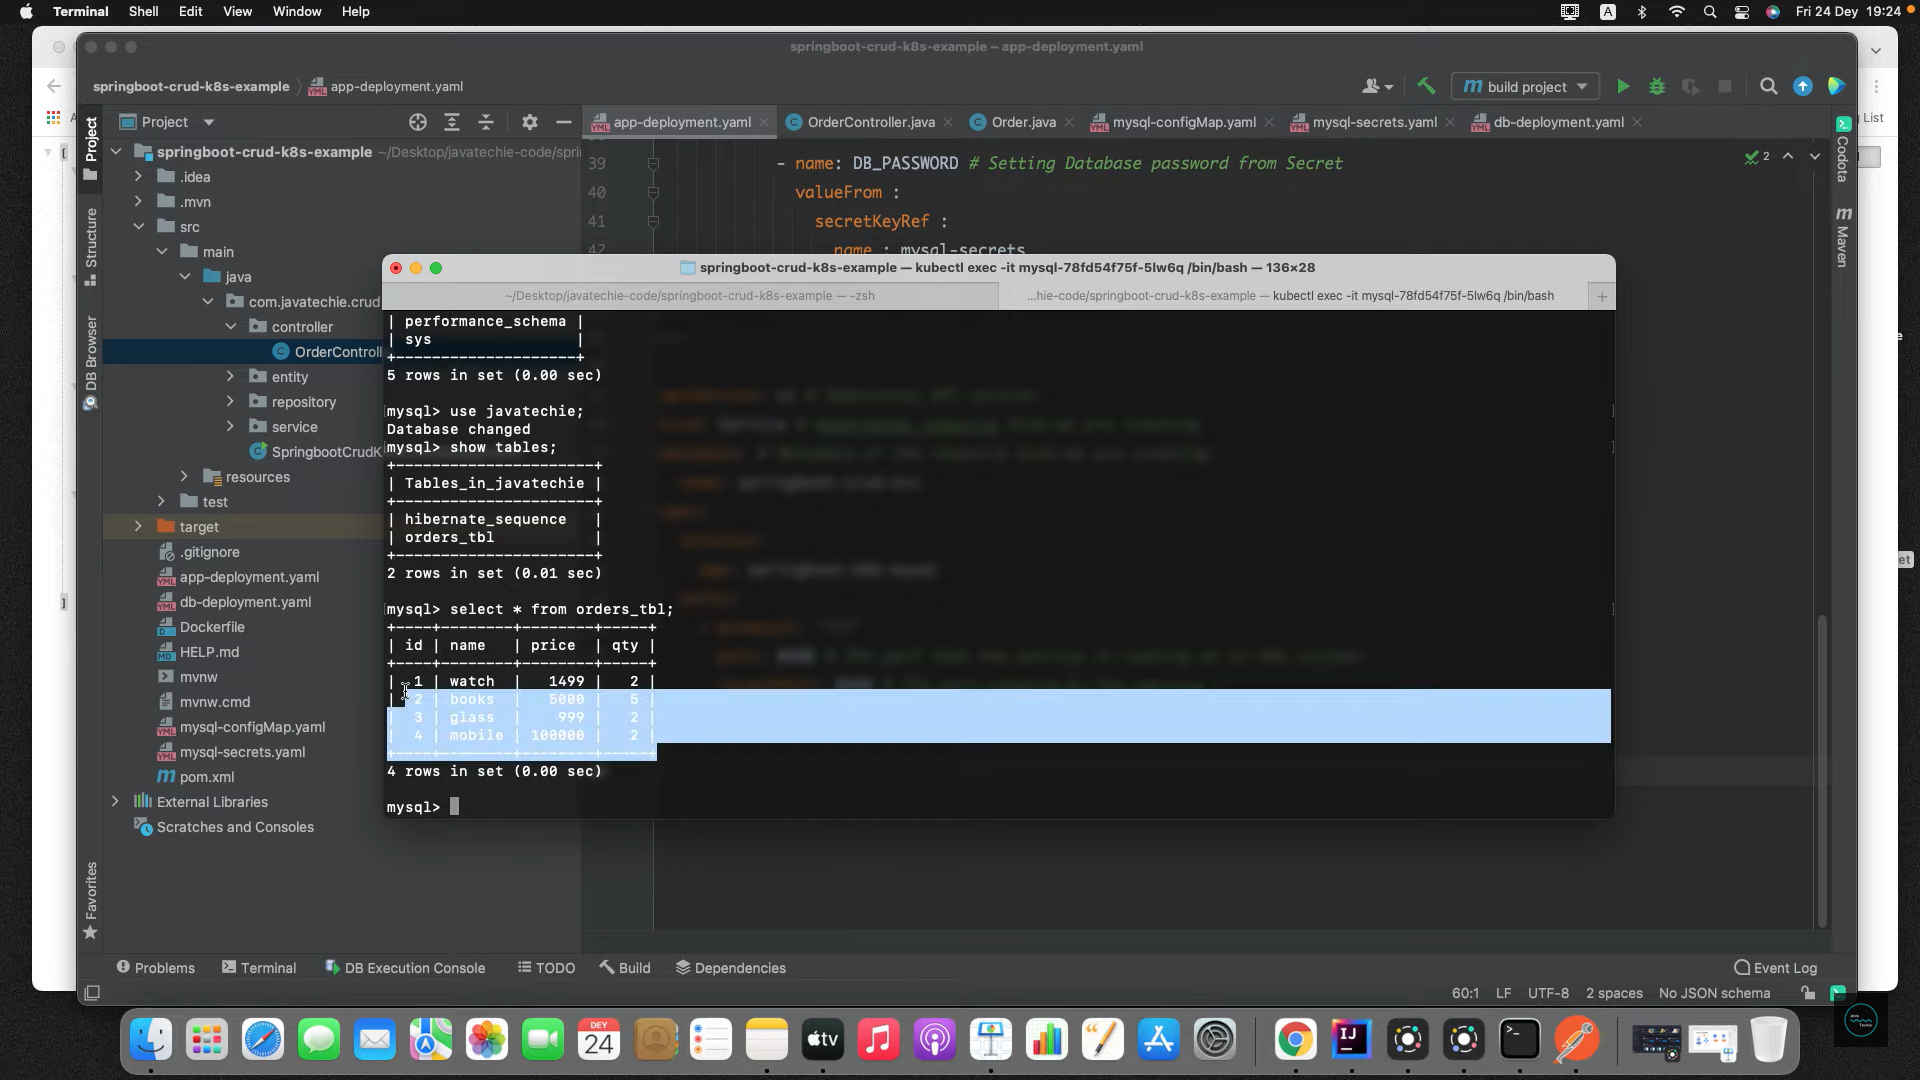 Terminal Shell Edit View Window Help
A
Fri 24 Dey 19:24
springboot-crud-k8s-example – app-deployment.yaml
springboot-crud-k8s-example app-deployment.yaml
build project
Project
app-deployment.yaml OrderController.java Order.java mysql-configMap.yaml mysql-secrets.yaml db-deployment.yaml
ng List
springboot-crud-k8s-example ~/Desktop/javatechie-code/spri
.idea
.mvn
src
main
java
com.javatechie.crud
controller
OrderControll
entity
repository
service
SpringbootCrudK
resources
test
target
.gitignore
app-deployment.yaml
db-deployment.yaml
Dockerfile
HELP.md
mvnw
mvnw.cmd
mysql-configMap.yaml
mysql-secrets.yaml
pom.xml
External Libraries
Scratches and Consoles
Project
Structure
DB Browser
Favorites
39 - name: DB_PASSWORD # Setting Database password from Secret
40 valueFrom :
41 secretKeyRef :
42 name : mysql-secrets
2
Codota
Maven
springboot-crud-k8s-example — kubectl exec -it mysql-78fd54f75f-5lw6q /bin/bash — 136×28
~/Desktop/javatechie-code/springboot-crud-k8s-example — -zsh
...hie-code/springboot-crud-k8s-example — kubectl exec -it mysql-78fd54f75f-5lw6q /bin/bash
+
| performance_schema |
| sys |
+--------------------+
5 rows in set (0.00 sec)
mysql> use javatechie;
Database changed
mysql> show tables;
+----------------------+
| Tables_in_javatechie |
+----------------------+
| hibernate_sequence |
| orders_tbl |
+----------------------+
2 rows in set (0.01 sec)
mysql> select * from orders_tbl;
+----+--------+--------+-----+
| id | name | price | qty |
+----+--------+--------+-----+
| 1 | watch | 1499 | 2 |
| 2 | books | 5000 | 5 |
| 3 | glass | 999 | 2 |
| 4 | mobile | 100000 | 2 |
+----+--------+--------+-----+
4 rows in set (0.00 sec)
mysql>
Problems Terminal DB Execution Console TODO Build Dependencies Event Log
60:1 LF UTF-8 2 spaces No JSON schema
DEY
24
tv
IJ